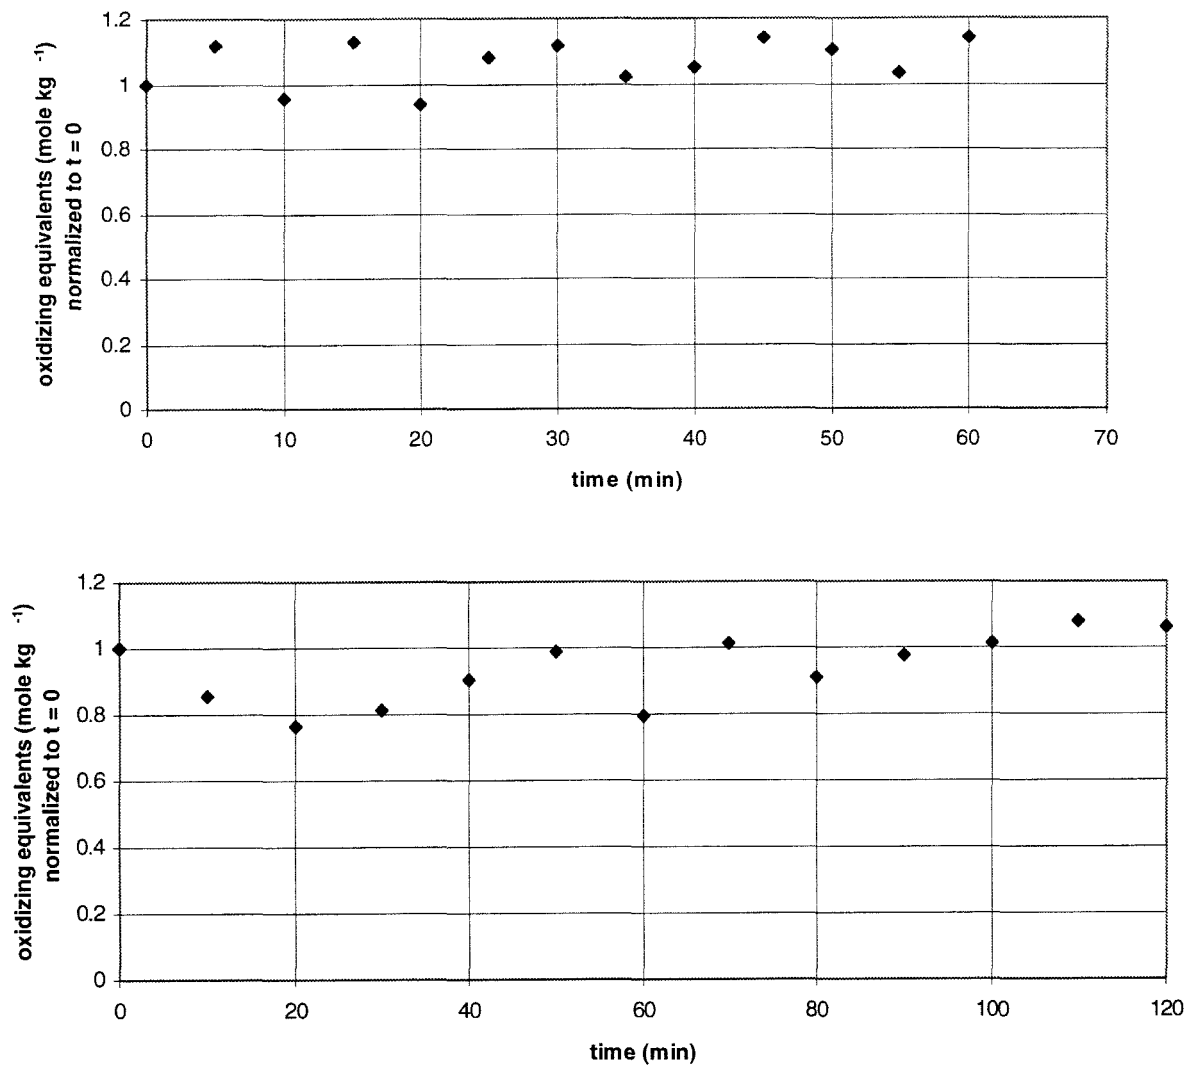 oxidizing equivalents (mole kg -1)
normalized to t = 0
1.2
1
0.8
0.6
0.4
0.2
0
0 10 20 30 40 50 60 70
time (min)
oxidizing equivalents (mole kg -1)
normalized to t = 0
1.2
1
0.8
0.6
0.4
0.2
0
0 20 40 60 80 100 120
time (min)